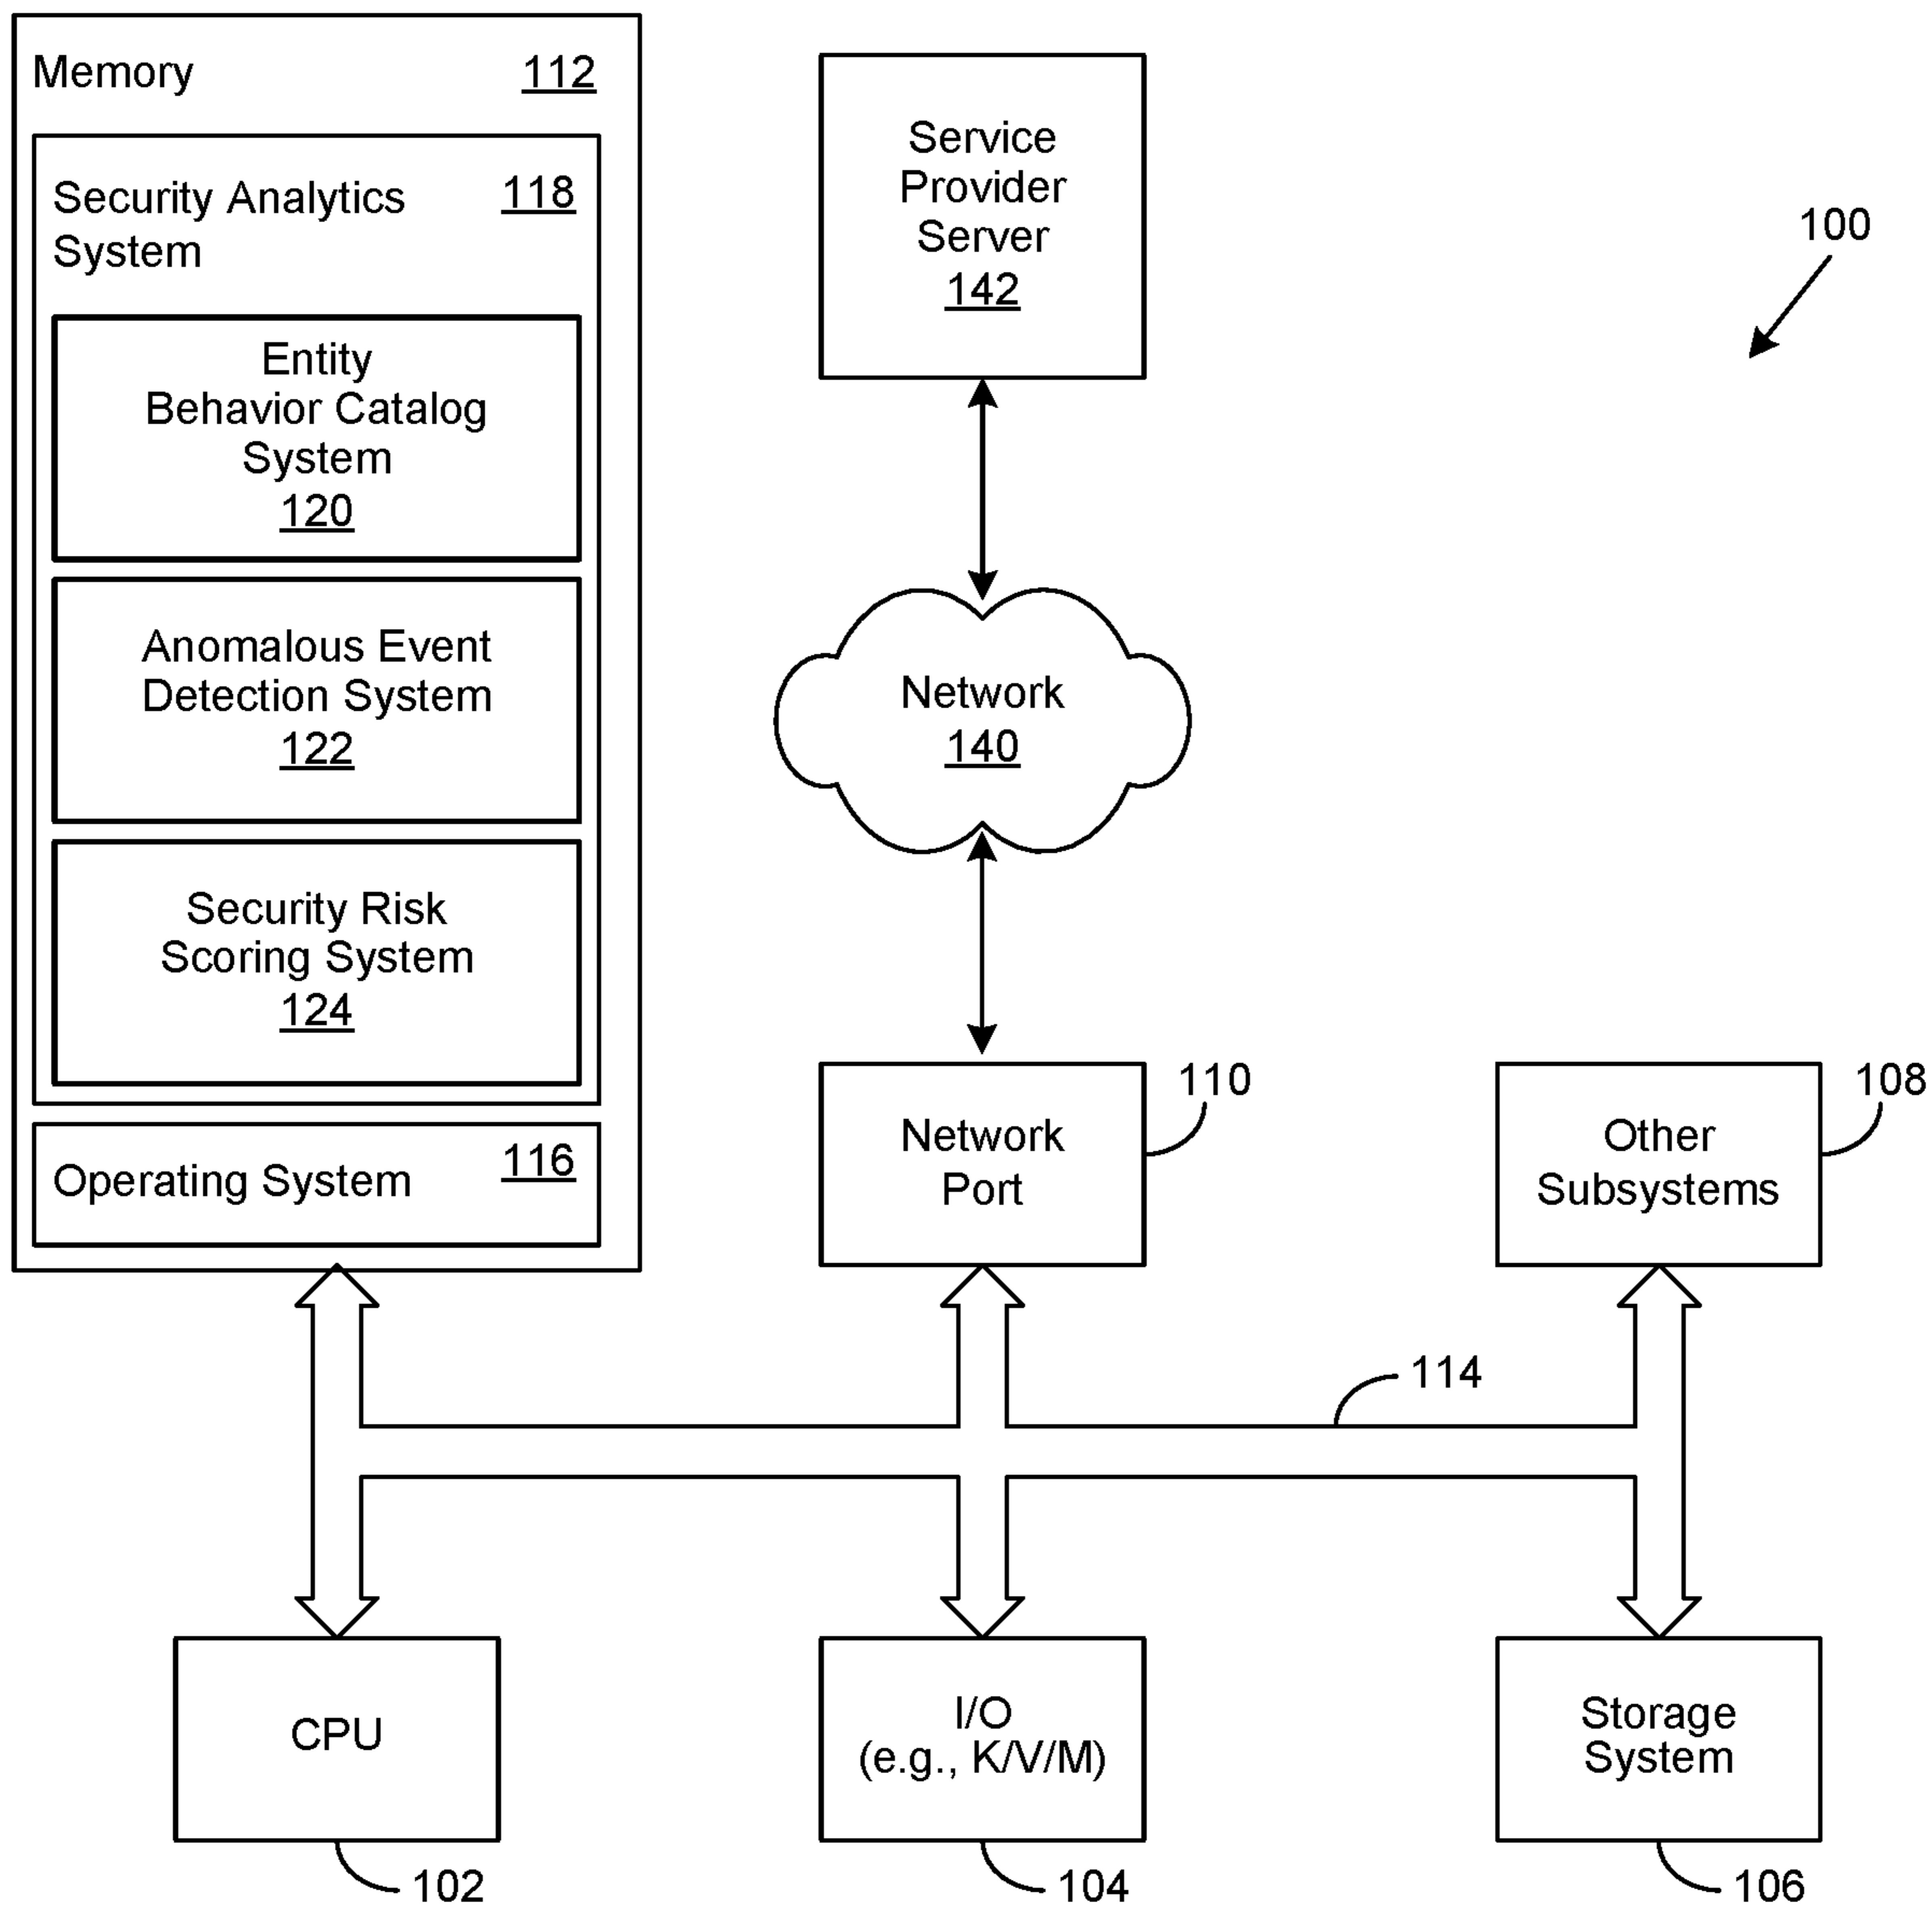 Memory 112
Security Analytics 118
System
Entity
Behavior Catalog
System
120
Anomalous Event
Detection System
122
Security Risk
Scoring System
124
Operating System 116
Service
Provider
Server
142
100
Network
140
Network
Port
110
Other
Subsystems
108
114
CPU
102
I/O
(e.g., K/V/M)
104
Storage
System
106